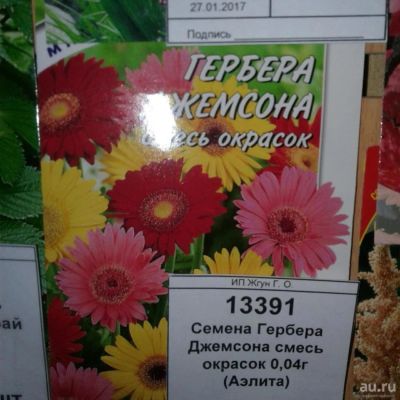 27.01.2017
Подпись
ГЕРБЕРА
ДЖЕМСОНА
смесь окрасок
ИП Жгун Г. О
13391
Семена Гербера
Джемсона смесь
окрасок 0,04г
(Аэлита)
au.ru